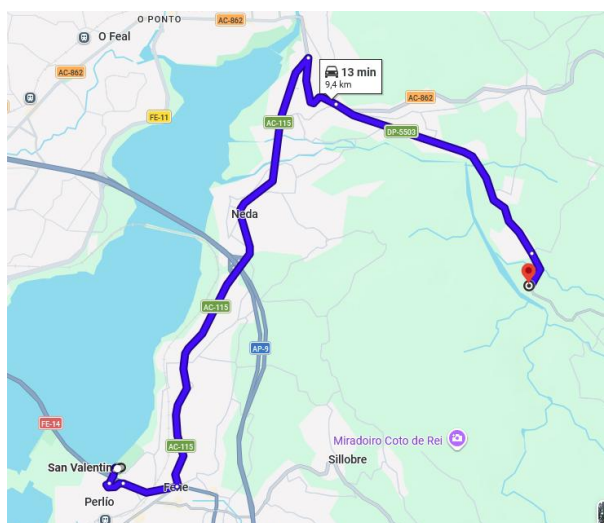 O PONTO
O Feal
AC-862
AC-862
FE-11
13 min
9,4 km
AC-862
AC-115
DP-5503
Neda
AC-115
AP-9
FE-14
AC-115
Miradoiro Coto de Rei
San Valentín
Sillobre
Fene
Perlío